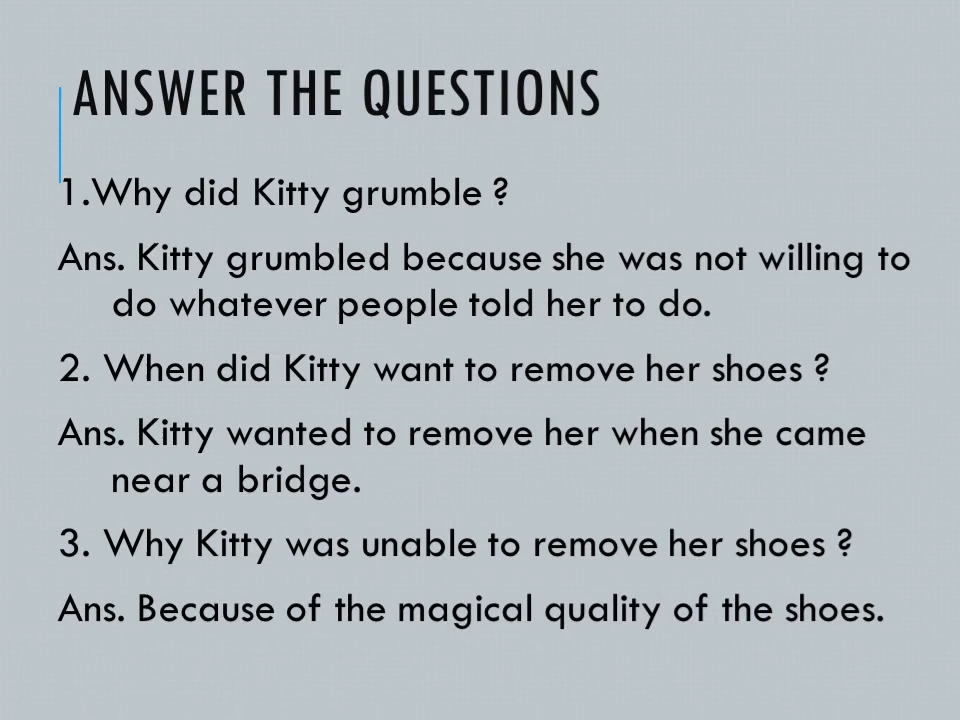 ANSWER THE QUESTIONS
1.Why did Kitty grumble ?
Ans. Kitty grumbled because she was not willing to
do whatever people told her to do.
2. When did Kitty want to remove her shoes ?
Ans. Kitty wanted to remove her when she came
near a bridge.
3. Why Kitty was unable to remove her shoes ?
Ans. Because of the magical quality of the shoes.